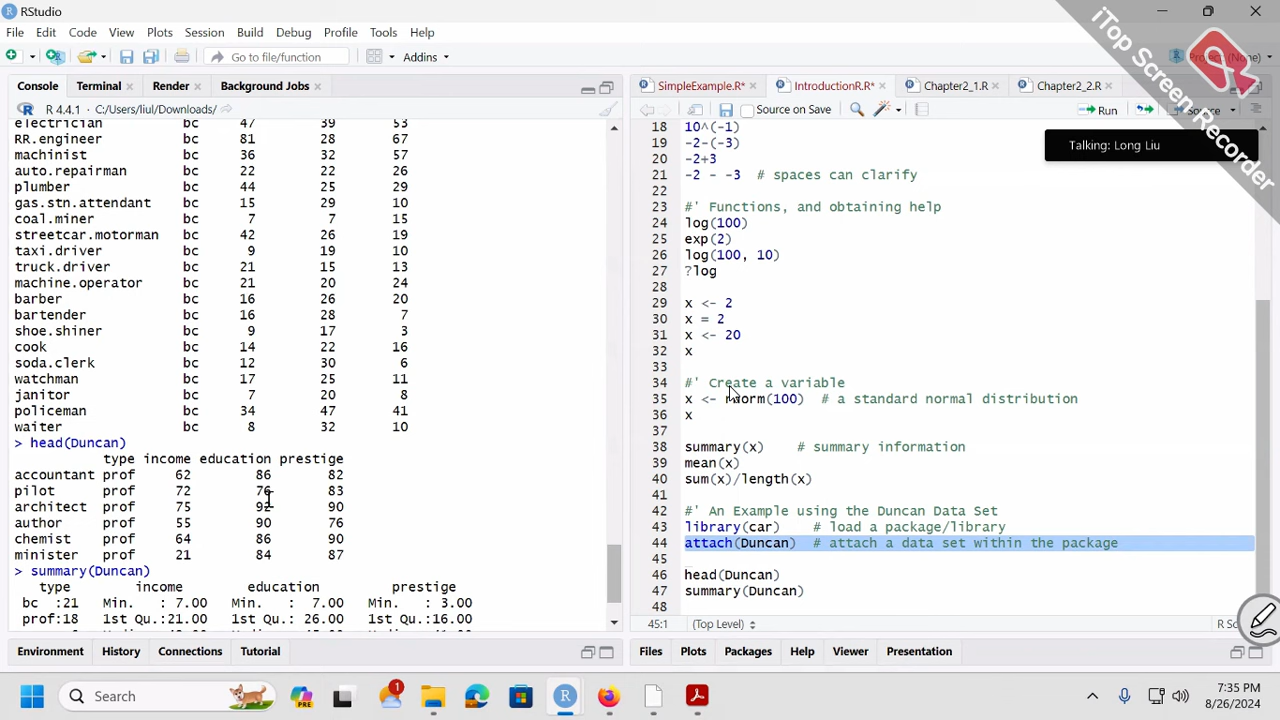 RStudio
File Edit Code View Plots Session Build Debug Profile Tools Help
Go to file/function
Addins
Project: (None)
iTop Screen Recorder
Console Terminal Render Background Jobs
R 4.4.1 · C:/Users/liul/Downloads/
electrician bc 47 39 53
RR.engineer bc 81 28 67
machinist bc 36 32 57
auto.repairman bc 22 22 26
plumber bc 44 25 29
gas.stn.attendant bc 15 29 10
coal.miner bc 7 7 15
streetcar.motorman bc 42 26 19
taxi.driver bc 9 19 10
truck.driver bc 21 15 13
machine.operator bc 21 20 24
barber bc 16 26 20
bartender bc 16 28 7
shoe.shiner bc 9 17 3
cook bc 14 22 16
soda.clerk bc 12 30 6
watchman bc 17 25 11
janitor bc 7 20 8
policeman bc 34 47 41
waiter bc 8 32 10
> head(Duncan)
type income education prestige
accountant prof 62 86 82
pilot prof 72 76 83
architect prof 75 92 90
author prof 55 90 76
chemist prof 64 86 90
minister prof 21 84 87
> summary(Duncan)
type income education prestige
bc :21 Min. : 7.00 Min. : 7.00 Min. : 3.00
prof:18 1st Qu.:21.00 1st Qu.: 26.00 1st Qu.:16.00
Environment History Connections Tutorial
SimpleExample.R* IntroductionR.R* Chapter2_1.R Chapter2_2.R
Source on Save Run Source
Talking: Long Liu
18 10^(-1)
19 -2-(-3)
20 -2+3
21 -2 - -3 # spaces can clarify
22
23 #' Functions, and obtaining help
24 log(100)
25 exp(2)
26 log(100, 10)
27 ?log
28
29 x <- 2
30 x = 2
31 x <- 20
32 x
33
34 #' Create a variable
35 x <- rnorm(100) # a standard normal distribution
36 x
37
38 summary(x) # summary information
39 mean(x)
40 sum(x)/length(x)
41
42 #' An Example using the Duncan Data Set
43 library(car) # load a package/library
44 attach(Duncan) # attach a data set within the package
45
46 head(Duncan)
47 summary(Duncan)
48
45:1 (Top Level) R Sc
Files Plots Packages Help Viewer Presentation
Search
PRE
1
7:35 PM
8/26/2024